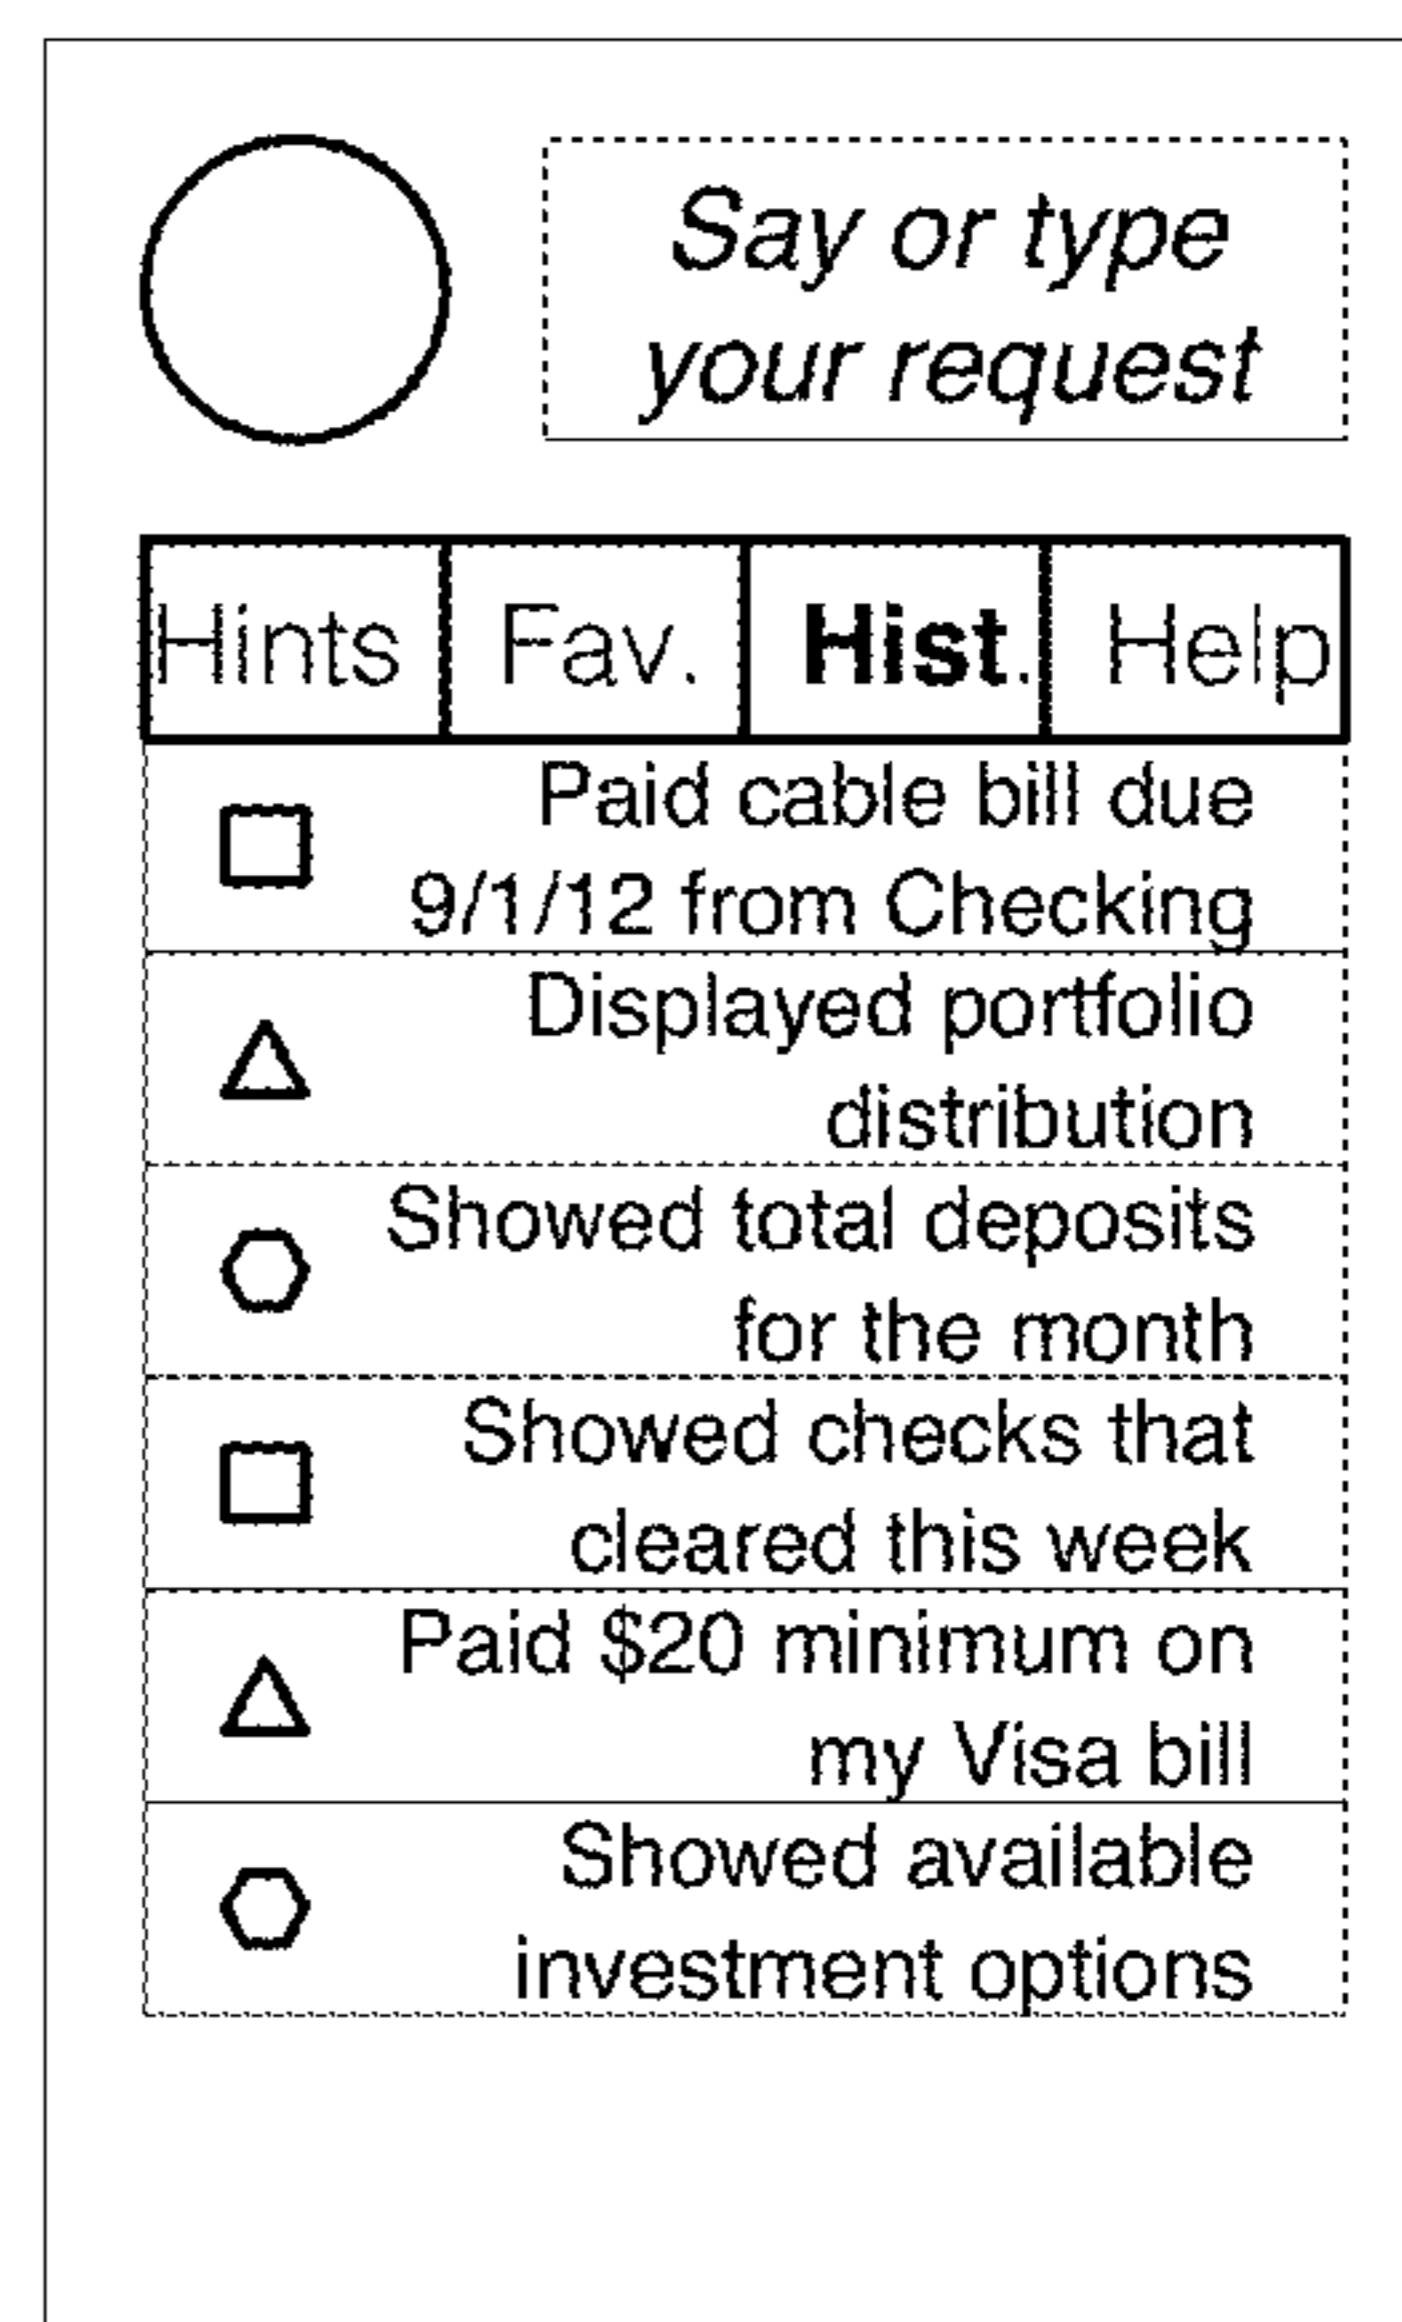 Say or type
your request
Hints Fav. Hist. Help
Paid cable bill due
9/1/12 from Checking
Displayed portfolio
distribution
Showed total deposits
for the month
Showed checks that
cleared this week
Paid $20 minimum on
my Visa bill
Showed available
investment options